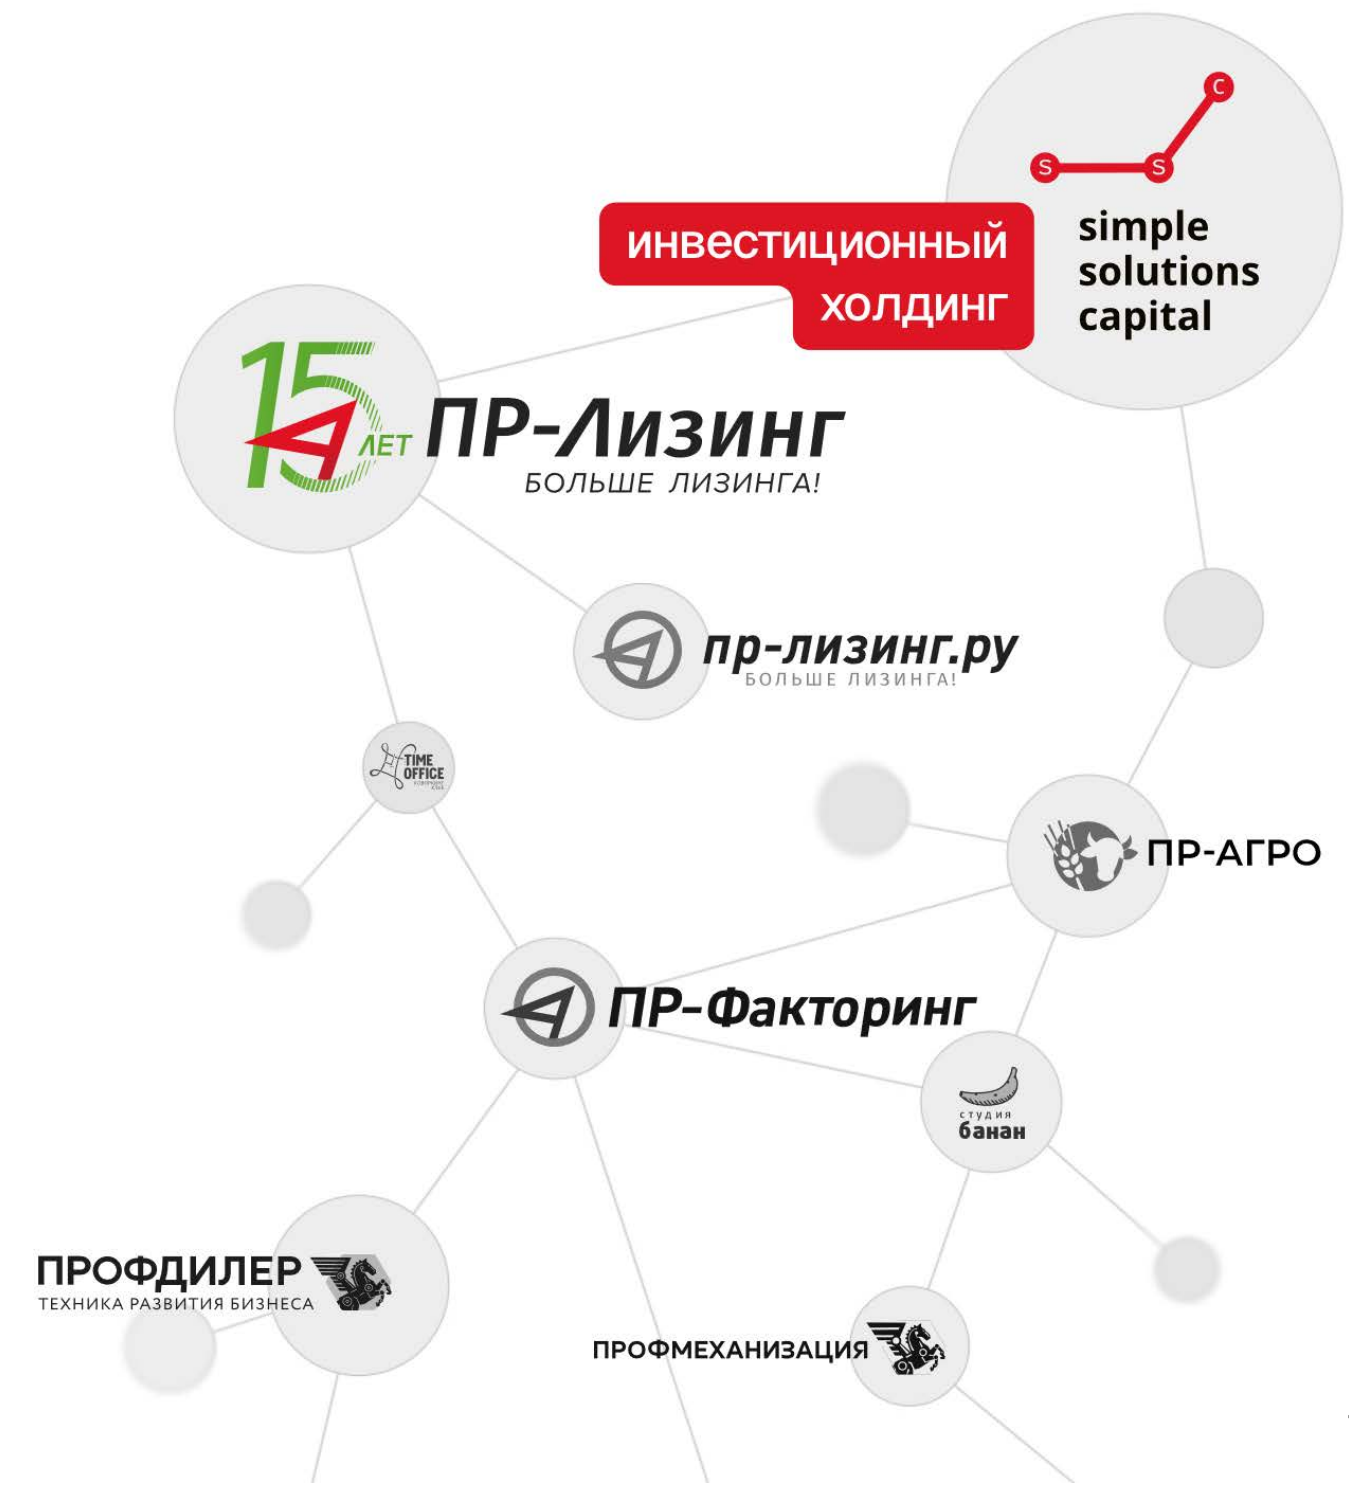 C
S S
simple
solutions
capital
инвестиционный
холдинг
15
ЛЕТ
ПР-Лизинг
БОЛЬШЕ ЛИЗИНГА!
пр-лизинг.ру
БОЛЬШЕ ЛИЗИНГА!
TIME
OFFICE
ПР-АГРО
ПР-Факторинг
студия
банан
ПРОФДИЛЕР
ТЕХНИКА РАЗВИТИЯ БИЗНЕСА
ПРОФМЕХАНИЗАЦИЯ